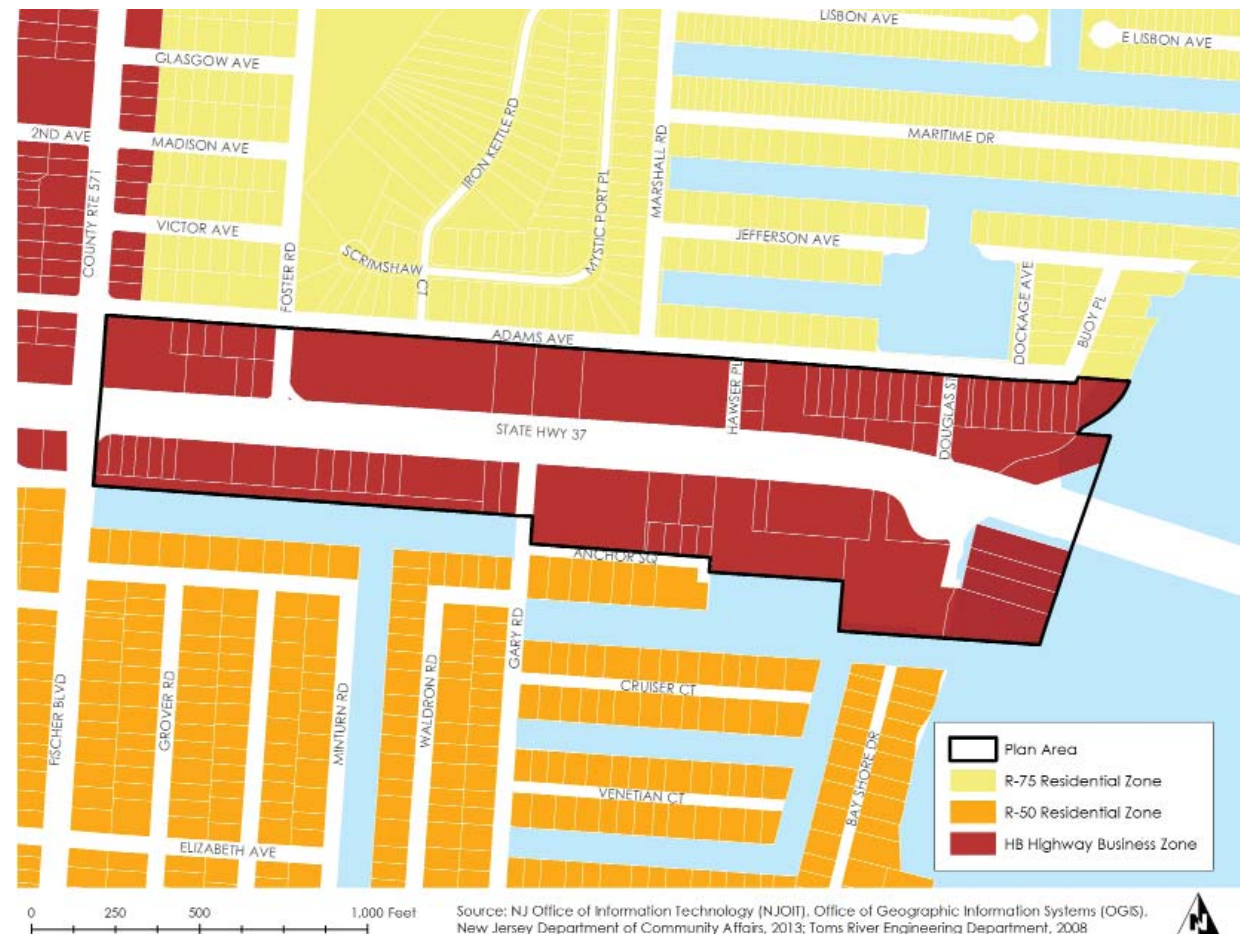 LISBON AVE
E LISBON AVE
GLASGOW AVE
2ND AVE
MADISON AVE
MARITIME DR
IRON KETTLE RD
COUNTY RTE 571
MARSHALL RD
MYSTIC PORT PL
VICTOR AVE
JEFFERSON AVE
SCRIMSHAW CT
FOSTER RD
DOCKAGE AVE
BUOY PL
ADAMS AVE
HAWSER PL
DOUGLAS ST
STATE HWY 37
ANCHOR SQ
GARY RD
CRUISER CT
FISCHER BLVD
GROVER RD
MINTURN RD
WALDRON RD
BAY SHORE DR
VENETIAN CT
ELIZABETH AVE
Plan Area
R-75 Residential Zone
R-50 Residential Zone
HB Highway Business Zone
0 250 500 1,000 Feet
Source: NJ Office of Information Technology (NJOIT), Office of Geographic Information Systems (OGIS).
New Jersey Department of Community Affairs, 2013; Toms River Engineering Department, 2008
N